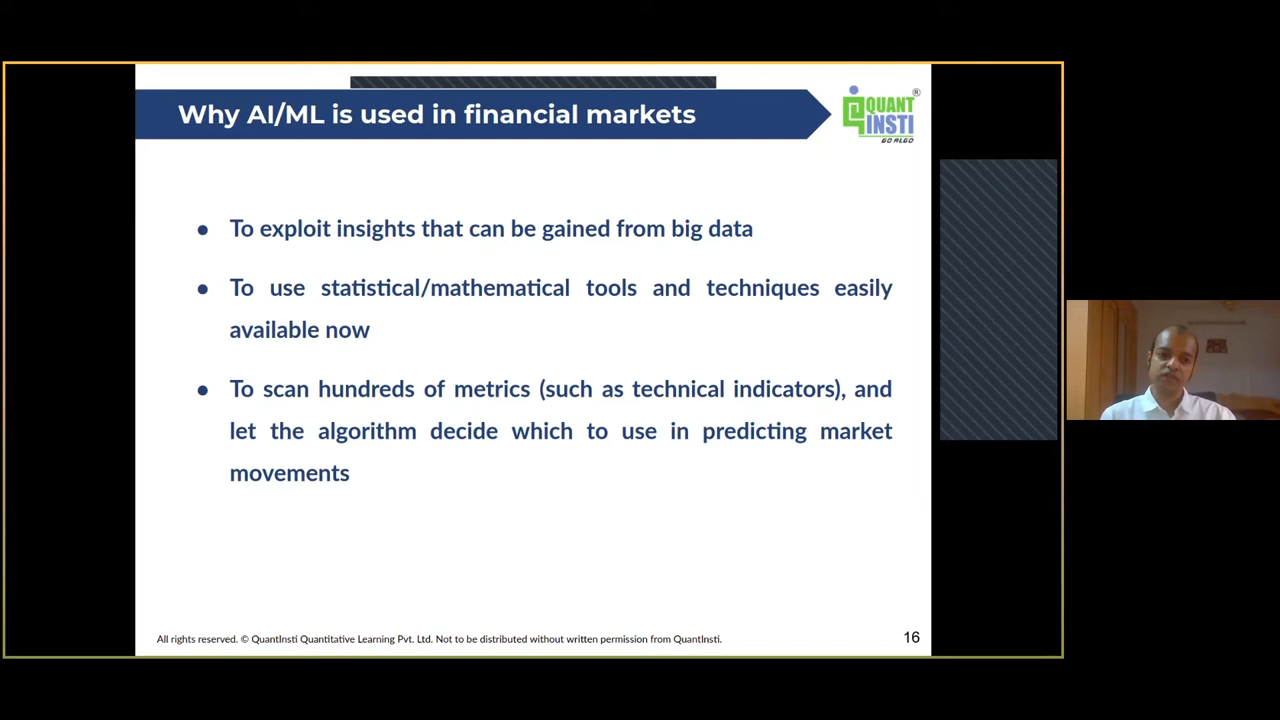 Why AI/ML is used in financial markets
QUANT
INSTI
®
GO ALGO
● To exploit insights that can be gained from big data
● To use statistical/mathematical tools and techniques easily
available now
● To scan hundreds of metrics (such as technical indicators), and
let the algorithm decide which to use in predicting market
movements
All rights reserved. © QuantInsti Quantitative Learning Pvt. Ltd. Not to be distributed without written permission from QuantInsti.
16